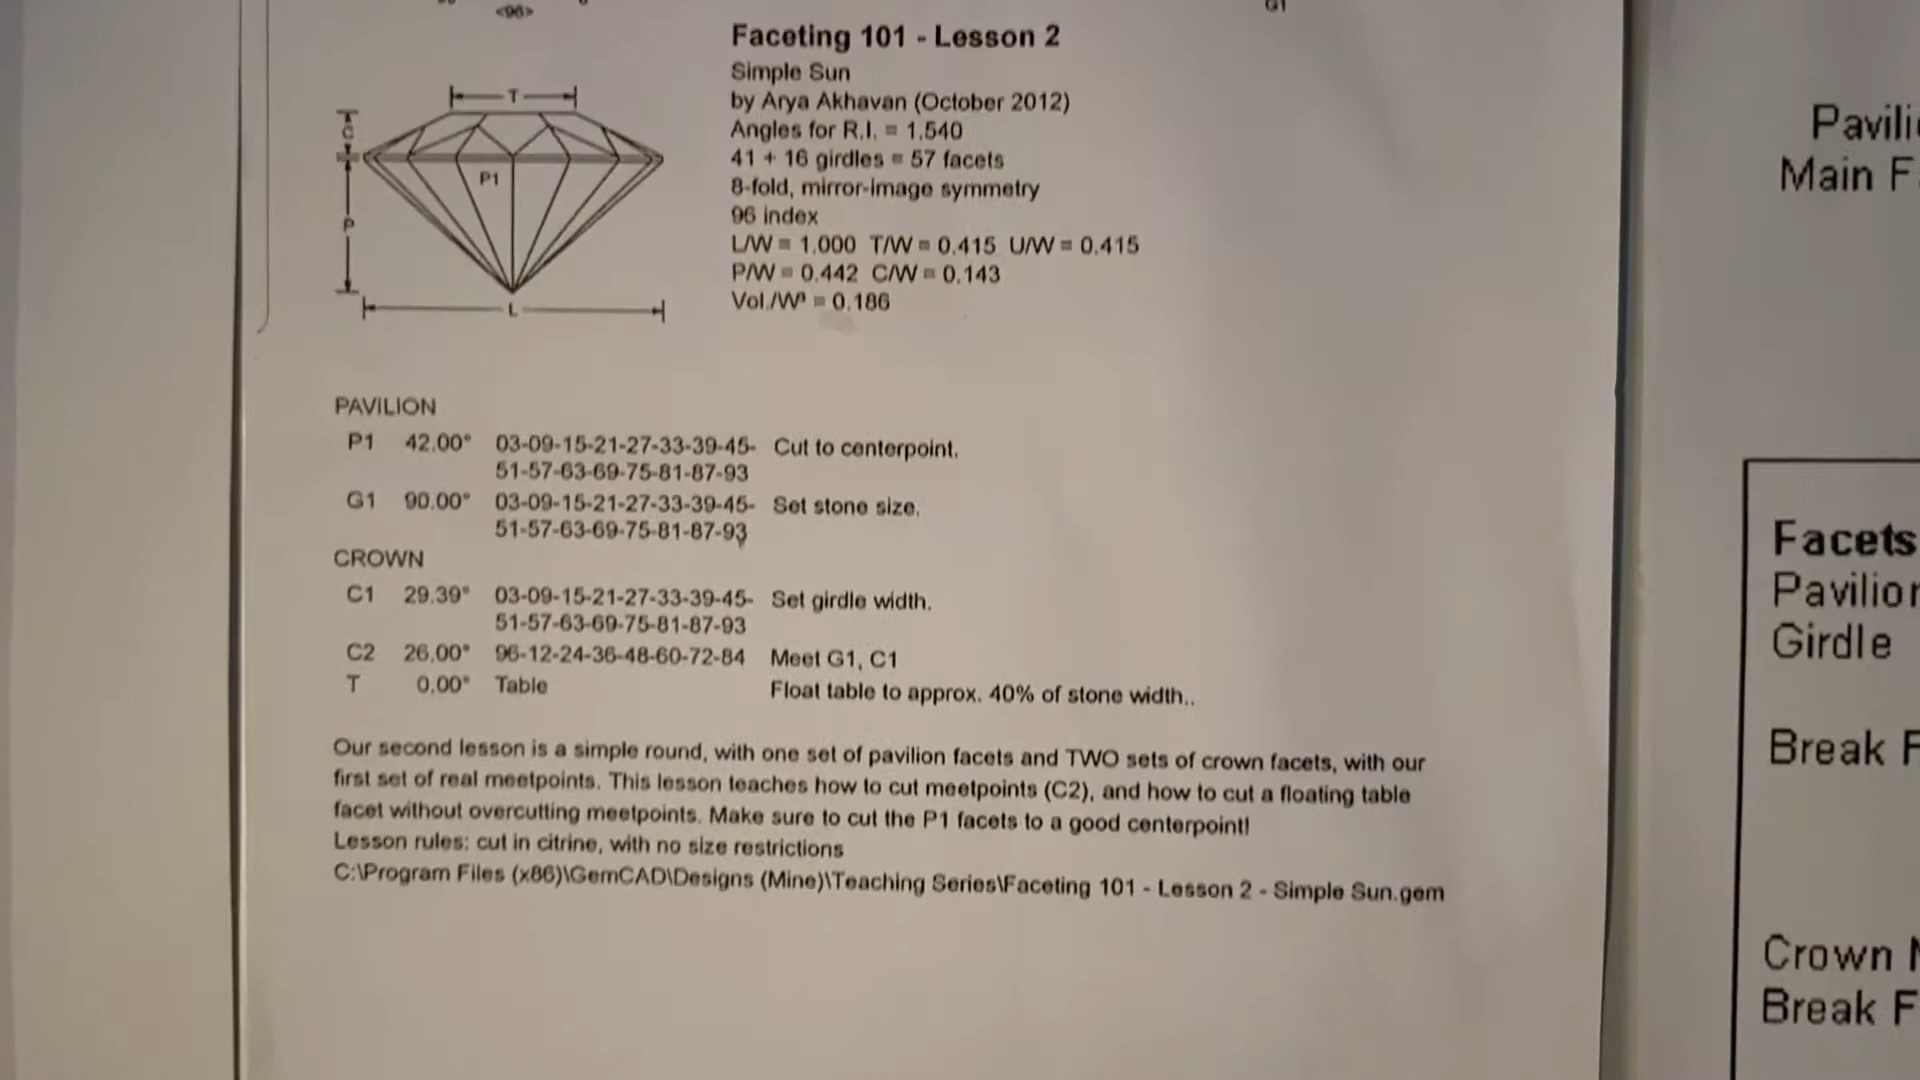 <96>
G1
Faceting 101 - Lesson 2
Simple Sun
by Arya Akhavan (October 2012)
Angles for R.I. = 1.540
41 + 16 girdles = 57 facets
8-fold, mirror-image symmetry
96 index
L/W = 1.000 T/W = 0.415 U/W = 0.415
P/W = 0.442 C/W = 0.143
Vol./W³ = 0.186
T
C
P1
P
L
PAVILION
P1 42.00° 03-09-15-21-27-33-39-45- Cut to centerpoint.
51-57-63-69-75-81-87-93
G1 90.00° 03-09-15-21-27-33-39-45- Set stone size.
51-57-63-69-75-81-87-93
CROWN
C1 29.39° 03-09-15-21-27-33-39-45- Set girdle width.
51-57-63-69-75-81-87-93
C2 26.00° 96-12-24-36-48-60-72-84 Meet G1, C1
T 0.00° Table Float table to approx. 40% of stone width..
Our second lesson is a simple round, with one set of pavilion facets and TWO sets of crown facets, with our
first set of real meetpoints. This lesson teaches how to cut meetpoints (C2), and how to cut a floating table
facet without overcutting meetpoints. Make sure to cut the P1 facets to a good centerpoint!
Lesson rules: cut in citrine, with no size restrictions
C:\Program Files (x86)\GemCAD\Designs (Mine)\Teaching Series\Faceting 101 - Lesson 2 - Simple Sun.gem
Pavili
Main F
Facets
Pavilion
Girdle
Break F
Crown
Break F